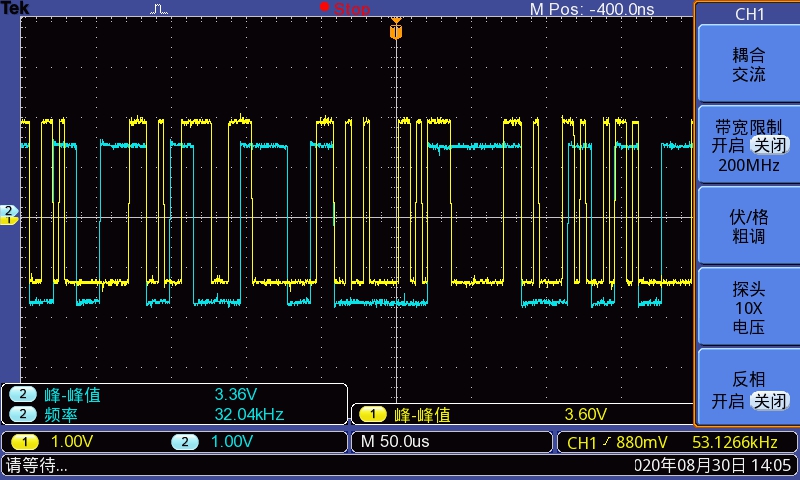 Tek
Stop
M Pos: -400.0ns
CH1
耦合
交流
带宽限制
开启 关闭
200MHz
伏/格
粗调
探头
10X
电压
反相
开启 关闭
T
2
1
2 峰-峰值 3.36V
2 频率 32.04kHz
1 峰-峰值 3.60V
1 1.00V 2 1.00V M 50.0us CH1 880mV 53.1266kHz
请等待... 020年08月30日 14:05